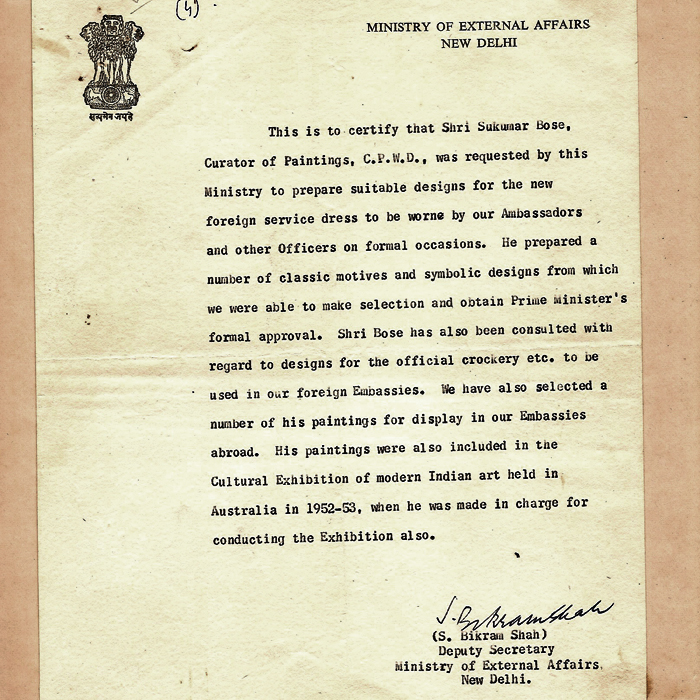 (4)
MINISTRY OF EXTERNAL AFFAIRS
NEW DELHI
सत्यमेव जयते
This is to certify that Shri Sukumar Bose,
Curator of Paintings, C.P.W.D., was requested by this
Ministry to prepare suitable designs for the new
foreign service dress to be worne by our Ambassadors
and other Officers on formal occasions. He prepared a
number of classic motives and symbolic designs from which
we were able to make selection and obtain Prime Minister's
formal approval. Shri Bose has also been consulted with
regard to designs for the official crockery etc. to be
used in our foreign Embassies. We have also selected a
number of his paintings for display in our Embassies
abroad. His paintings were also included in the
Cultural Exhibition of modern Indian art held in
Australia in 1952-53, when he was made in charge for
conducting the Exhibition also.
S. Bikram Shah
(S. Bikram Shah)
Deputy Secretary
Ministry of External Affairs
New Delhi.